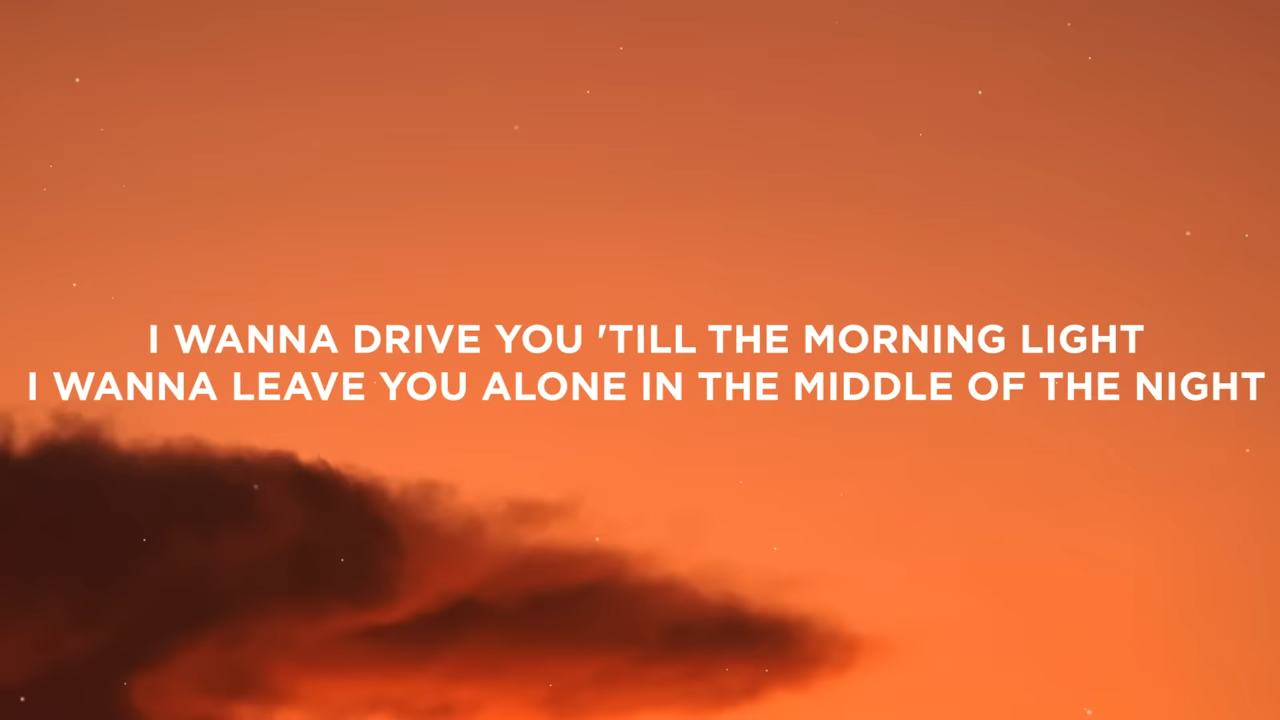 I WANNA DRIVE YOU 'TILL THE MORNING LIGHT
I WANNA LEAVE YOU ALONE IN THE MIDDLE OF THE NIGHT